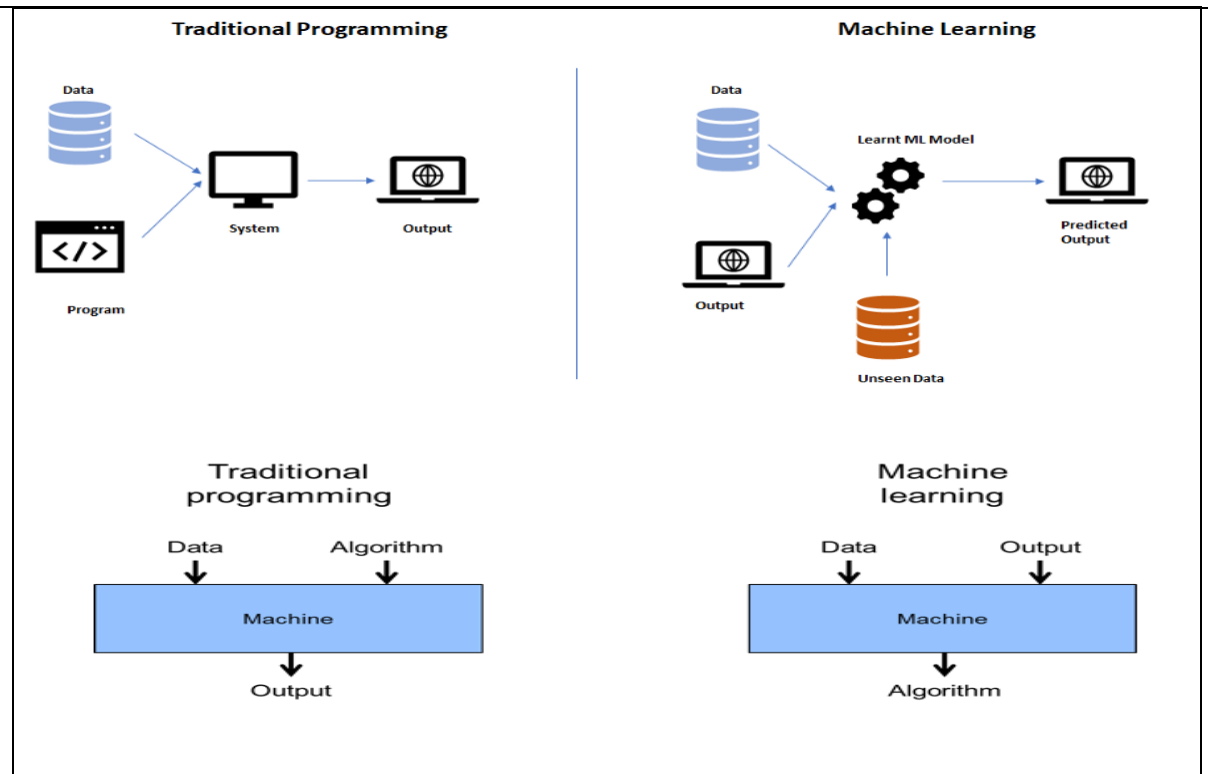 Traditional Programming
Data
</>
Program
System
Output
Machine Learning
Data
Output
Learnt ML Model
Unseen Data
Predicted
Output
Traditional
programming
Data
Algorithm
Machine
Output
Machine
learning
Data
Output
Machine
Algorithm